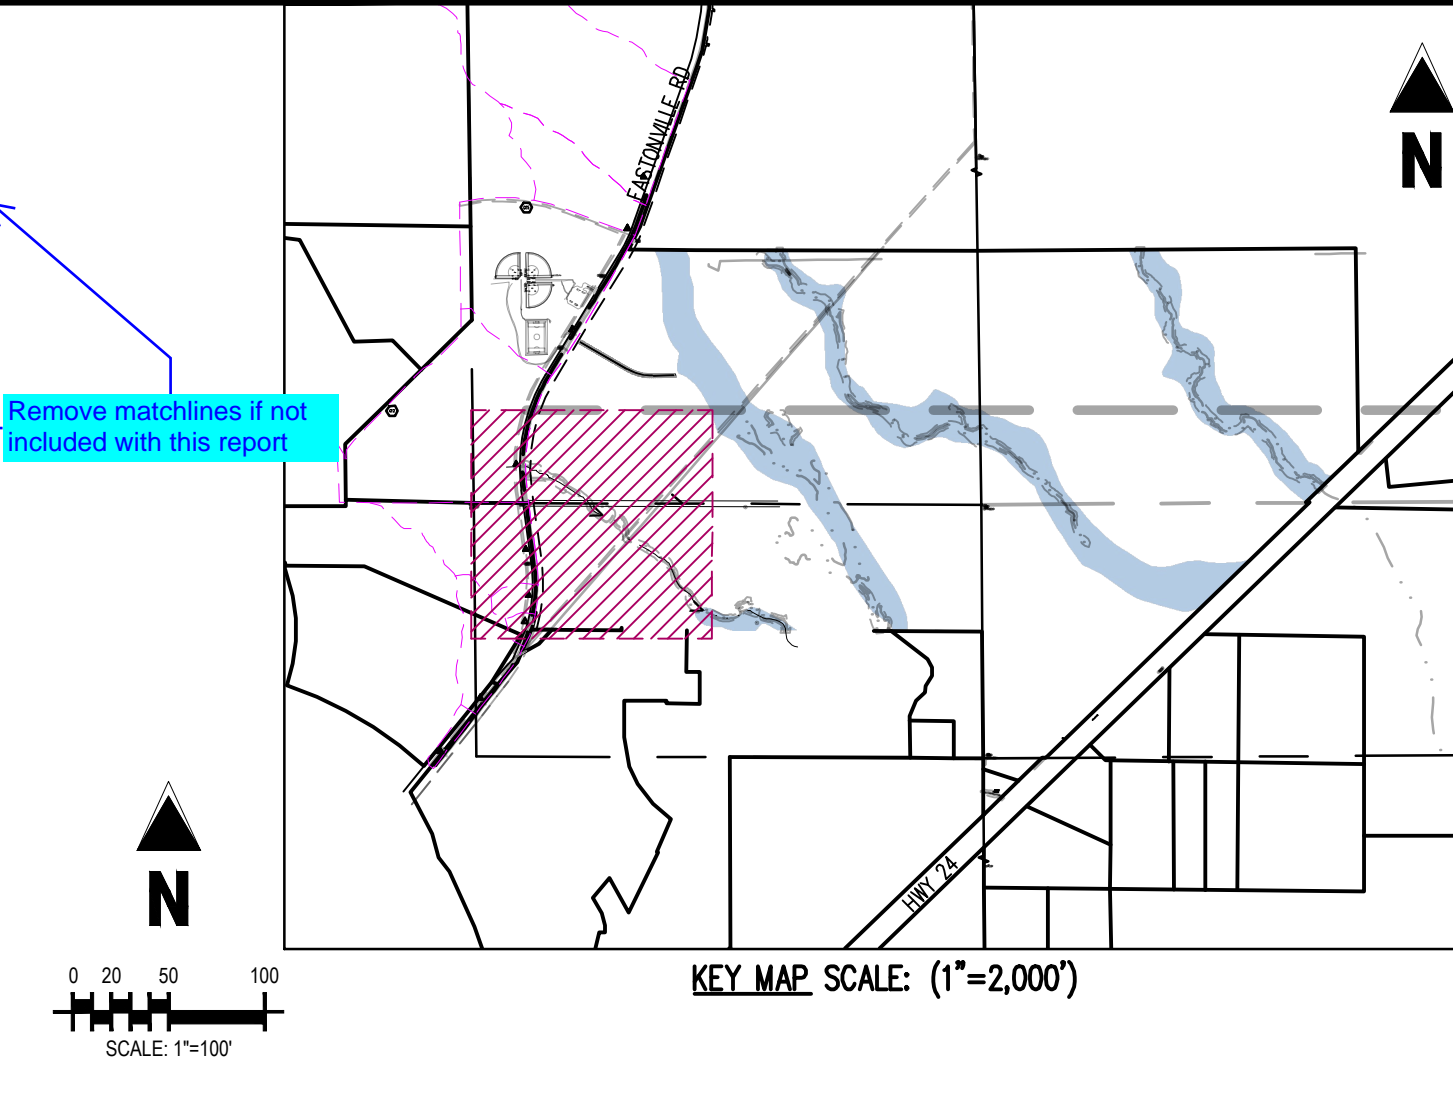 EASTONVILLE RD
N
Remove matchlines if not
included with this report
HWY 24
N
KEY MAP SCALE: (1"=2,000')
0 20 50 100
SCALE: 1"=100'